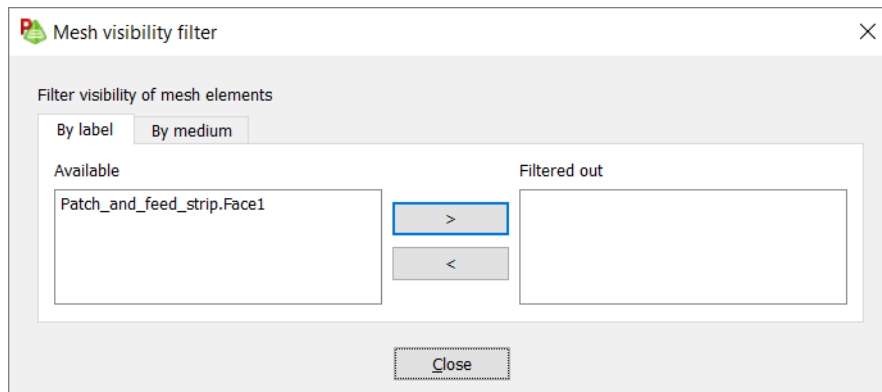 Mesh visibility filter
Filter visibility of mesh elements
By label By medium
Available Filtered out
Patch_and_feed_strip.Face1
>
<
Close